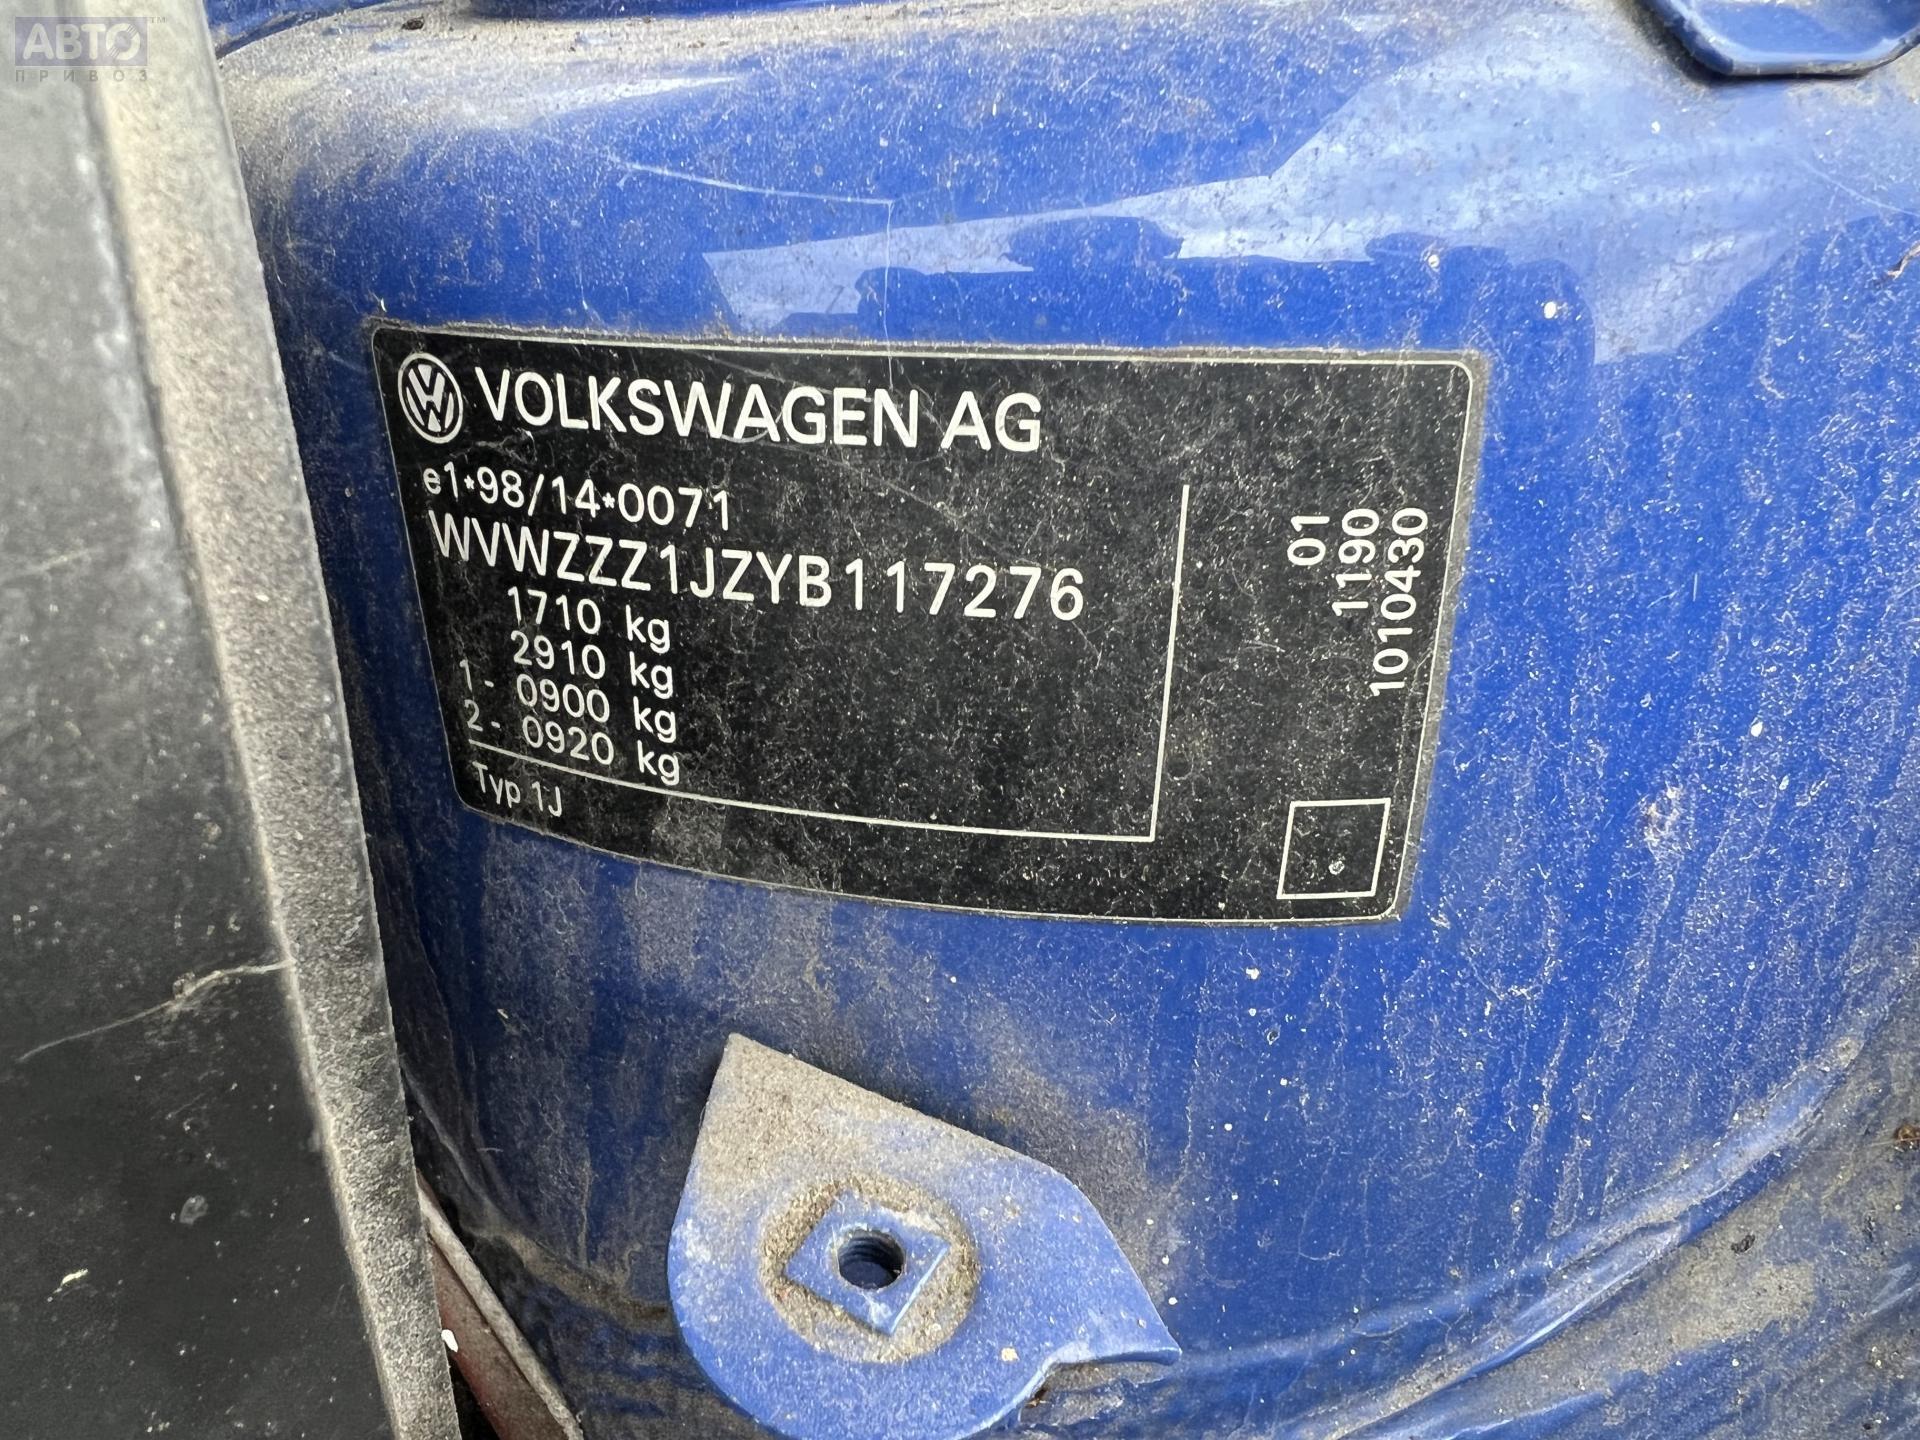 АВТО™
ПРИВОЗ
VOLKSWAGEN AG
e1*98/14*0071
WVWZZZ1JZYB117276
1710 kg
2910 kg
1- 0900 kg
2- 0920 kg
Typ 1J
01
1190
1010430